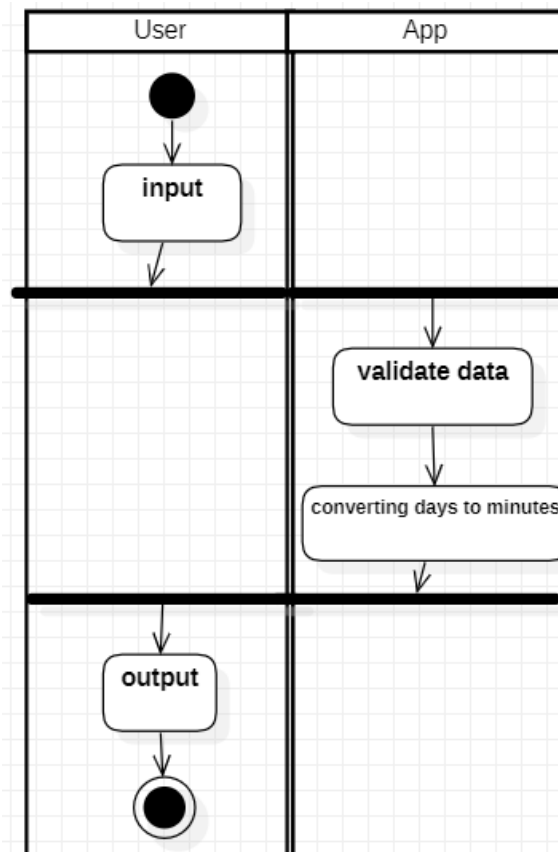 User
App
input
validate data
converting days to minutes
output